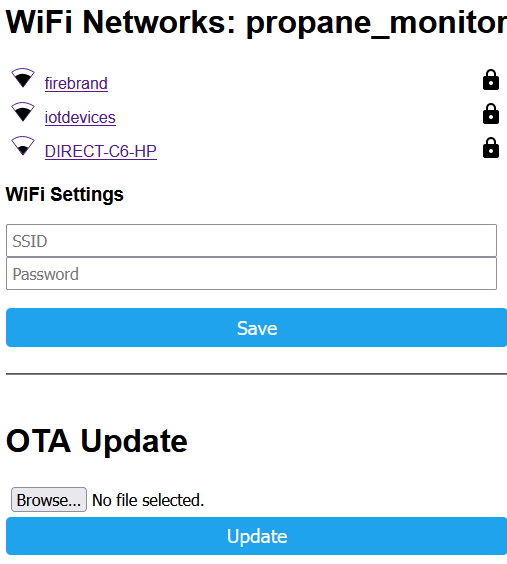 WiFi Networks: propane_monitor
firebrand
iotdevices
DIRECT-C6-HP
WiFi Settings
SSID
Password
Save
OTA Update
Browse... No file selected.
Update